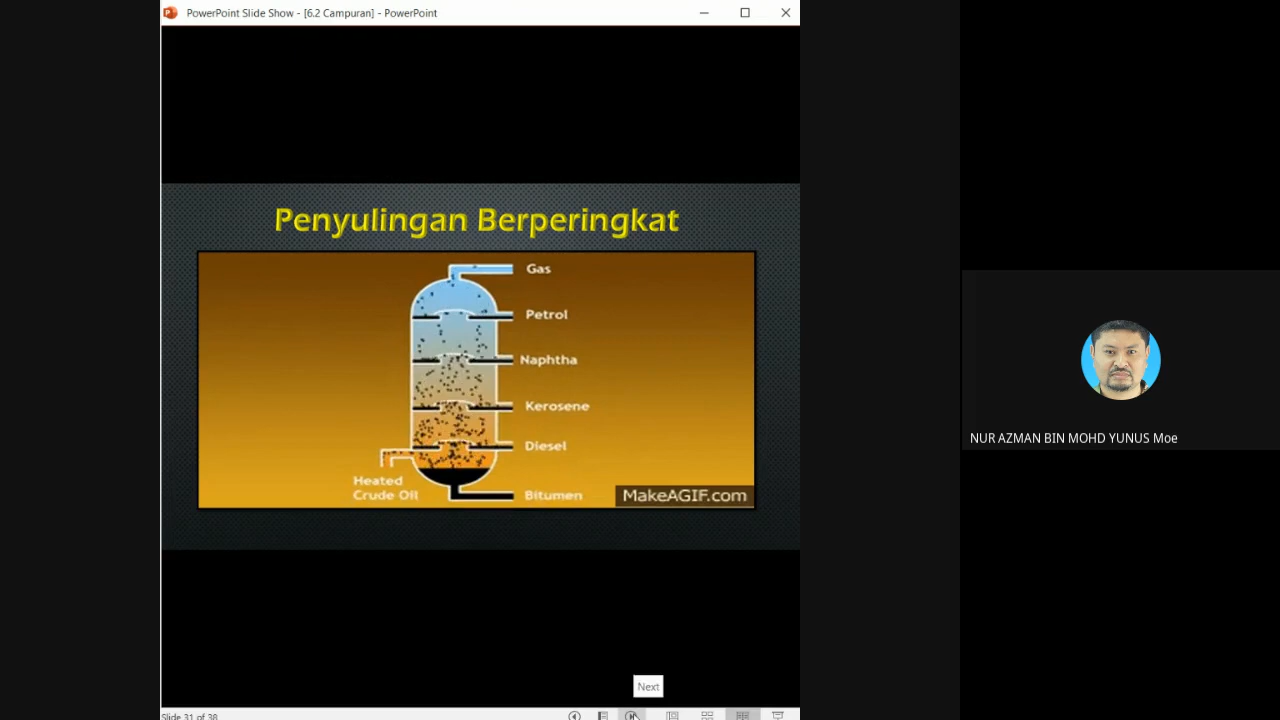 PowerPoint Slide Show - [6.2 Campuran] - PowerPoint
Penyulingan Berperingkat
Gas
Petrol
Naphtha
Kerosene
Diesel
Heated
Crude Oil
Bitumen
MakeAGIF.com
NUR AZMAN BIN MOHD YUNUS Moe
Next
Slide 31 of 38